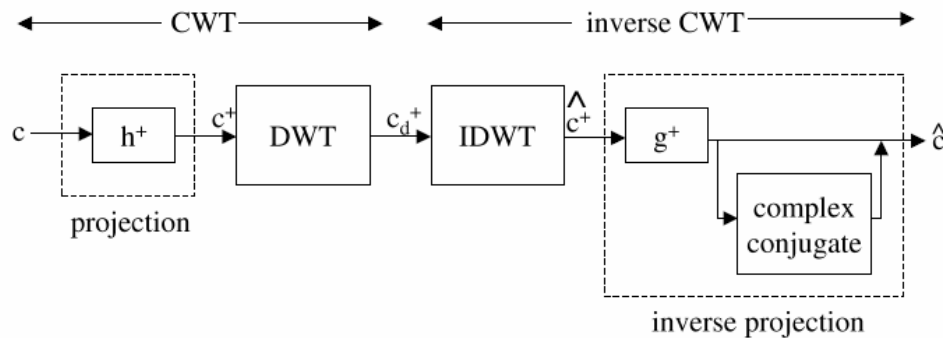 CWT
inverse CWT
c
h⁺
c⁺
DWT
c_d⁺
IDWT
ĉ⁺
g⁺
ĉ
complex
conjugate
projection
inverse projection